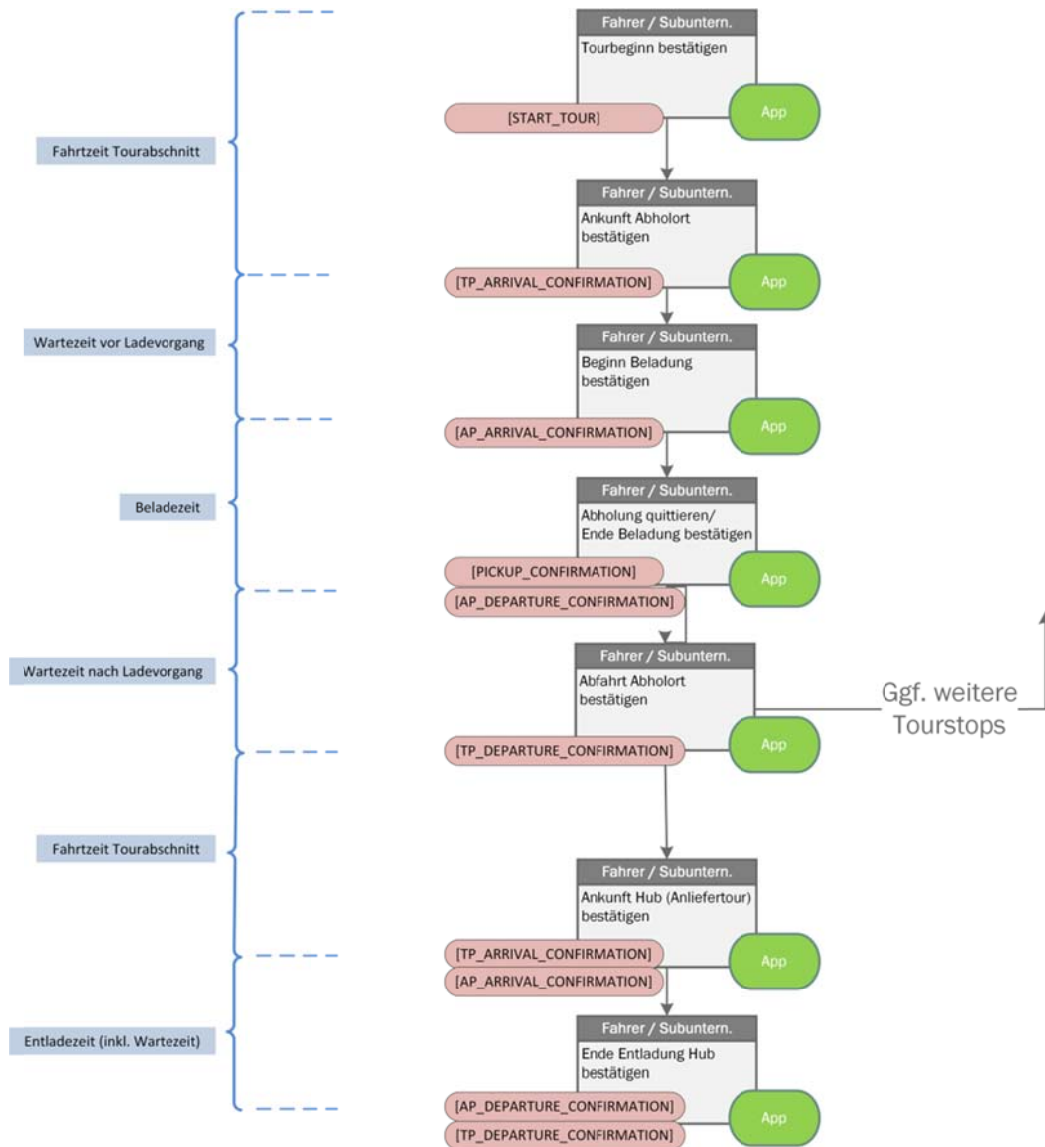 Fahrer / Subuntern.
Tourbeginn bestätigen
App
[START_TOUR]
Fahrtzeit Tourabschnitt
Fahrer / Subuntern.
Ankunft Abholort
bestätigen
[TP_ARRIVAL_CONFIRMATION]
App
Fahrer / Subuntern.
Wartezeit vor Ladevorgang
Beginn Beladung
bestätigen
[AP_ARRIVAL_CONFIRMATION]
App
Fahrer / Subuntern.
Beladezeit
Abholung quittieren/
Ende Beladung bestätigen
[PICKUP_CONFIRMATION]
App
[AP_DEPARTURE_CONFIRMATION]
Fahrer / Subuntern.
Wartezeit nach Ladevorgang
Abfahrt Abholort
bestätigen
Ggf. weitere
Tourstops
[TP_DEPARTURE_CONFIRMATION]
App
Fahrtzeit Tourabschnitt
Fahrer / Subuntern.
Ankunft Hub (Anliefertour)
bestätigen
[TP_ARRIVAL_CONFIRMATION]
App
[AP_ARRIVAL_CONFIRMATION]
Fahrer / Subuntern.
Entladezeit (inkl. Wartezeit)
Ende Entladung Hub
bestätigen
[AP_DEPARTURE_CONFIRMATION]
App
[TP_DEPARTURE_CONFIRMATION]